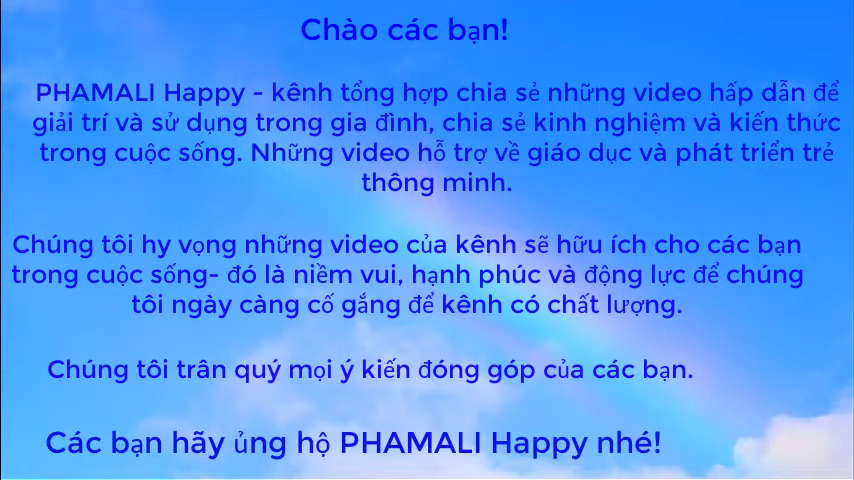 Chào các bạn!
PHAMALI Happy - kênh tổng hợp chia sẻ những video hấp dẫn để
giải trí và sử dụng trong gia đình, chia sẻ kinh nghiệm và kiến thức
trong cuộc sống. Những video hỗ trợ về giáo dục và phát triển trẻ
thông minh.
Chúng tôi hy vọng những video của kênh sẽ hữu ích cho các bạn
trong cuộc sống- đó là niềm vui, hạnh phúc và động lực để chúng
tôi ngày càng cố gắng để kênh có chất lượng.
Chúng tôi trân quý mọi ý kiến đóng góp của các bạn.
Các bạn hãy ủng hộ PHAMALI Happy nhé!